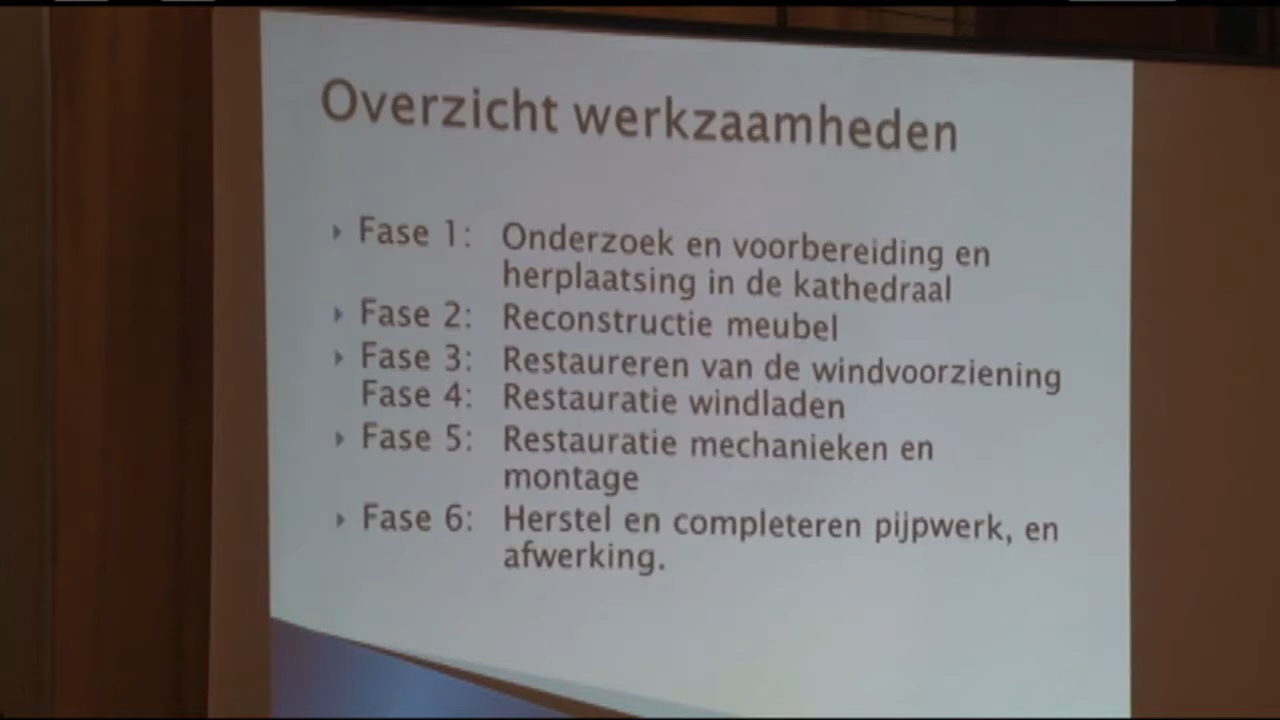 Overzicht werkzaamheden
Fase 1: Onderzoek en voorbereiding en
herplaatsing in de kathedraal
Fase 2: Reconstructie meubel
Fase 3: Restaureren van de windvoorziening
Fase 4: Restauratie windladen
Fase 5: Restauratie mechanieken en
montage
Fase 6: Herstel en completeren pijpwerk, en
afwerking.